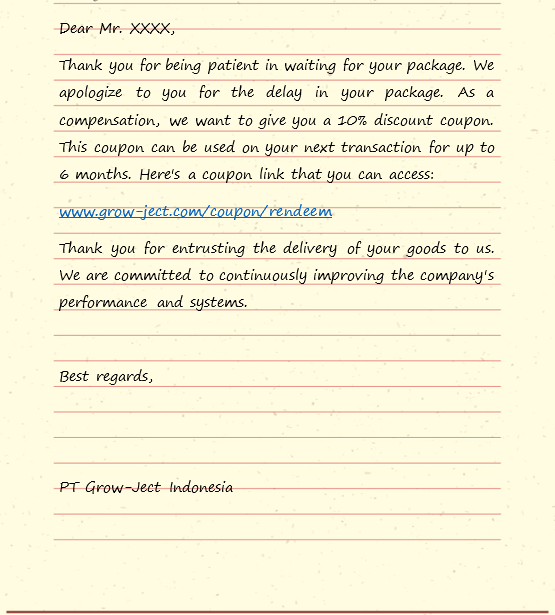 Dear Mr. XXXX,
Thank you for being patient in waiting for your package. We
apologize to you for the delay in your package. As a
compensation, we want to give you a 10% discount coupon.
This coupon can be used on your next transaction for up to
6 months. Here's a coupon link that you can access:
www.grow-ject.com/coupon/rendeem
Thank you for entrusting the delivery of your goods to us.
We are committed to continuously improving the company's
performance and systems.
Best regards,
PT Grow-Ject Indonesia